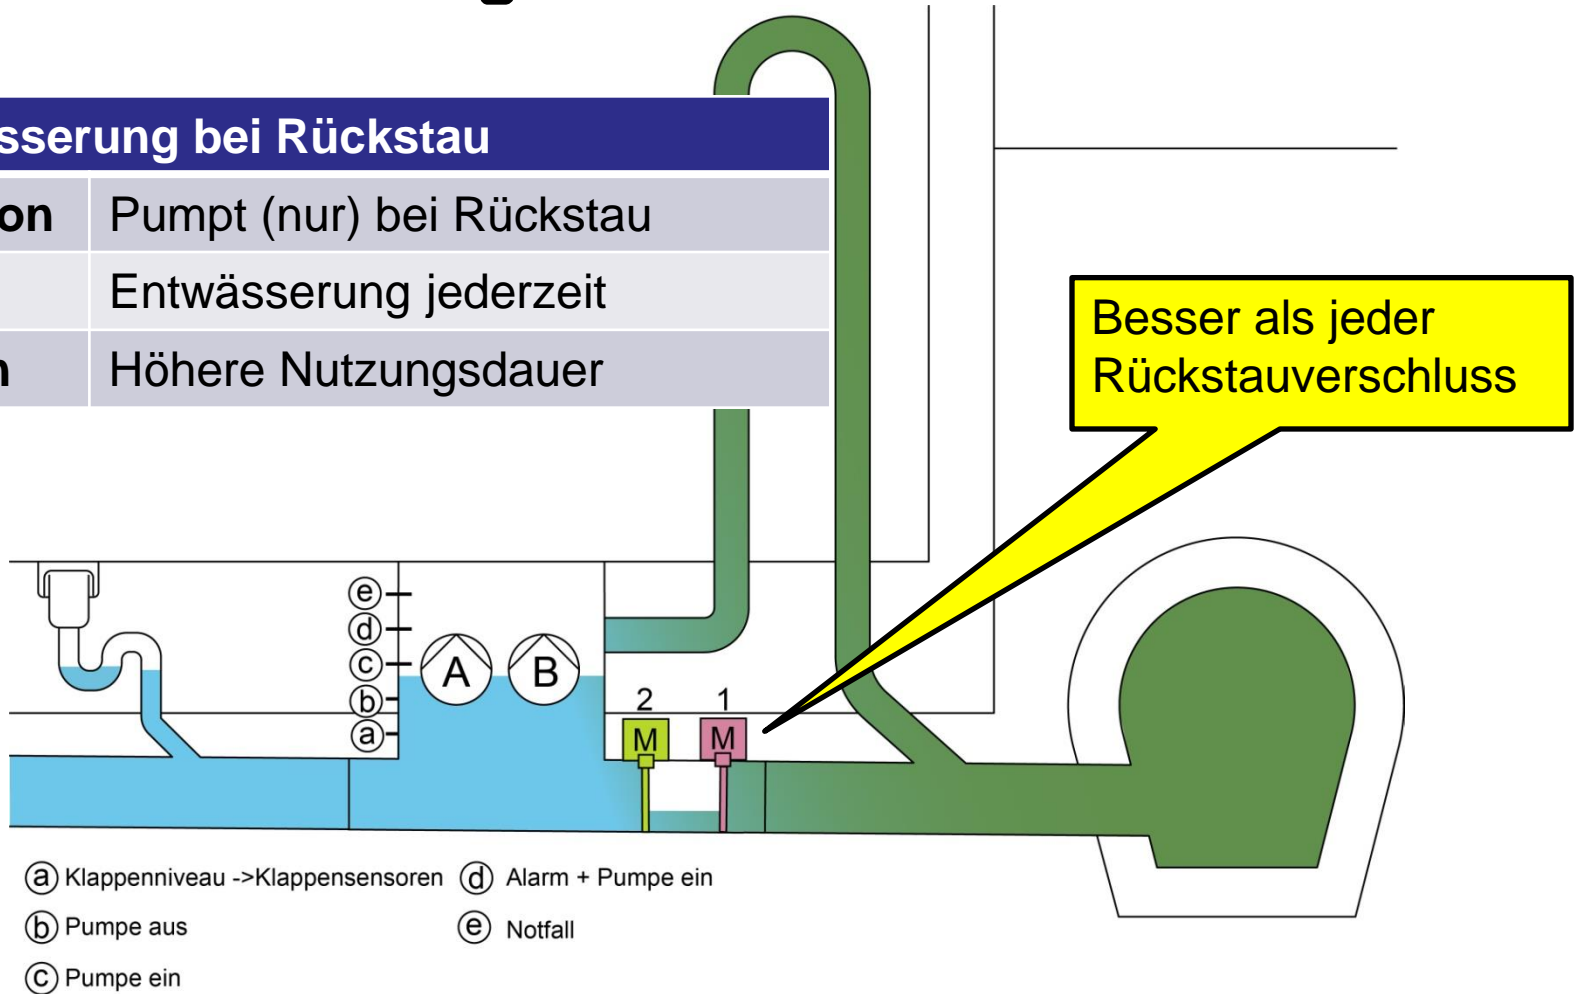 sserung bei Rückstau
on Pumpt (nur) bei Rückstau
Entwässerung jederzeit
n Höhere Nutzungsdauer
Besser als jeder
Rückstauverschluss
e
d
c
b
a
A B
2 1
M M
a Klappenniveau ->Klappensensoren d Alarm + Pumpe ein
b Pumpe aus e Notfall
c Pumpe ein